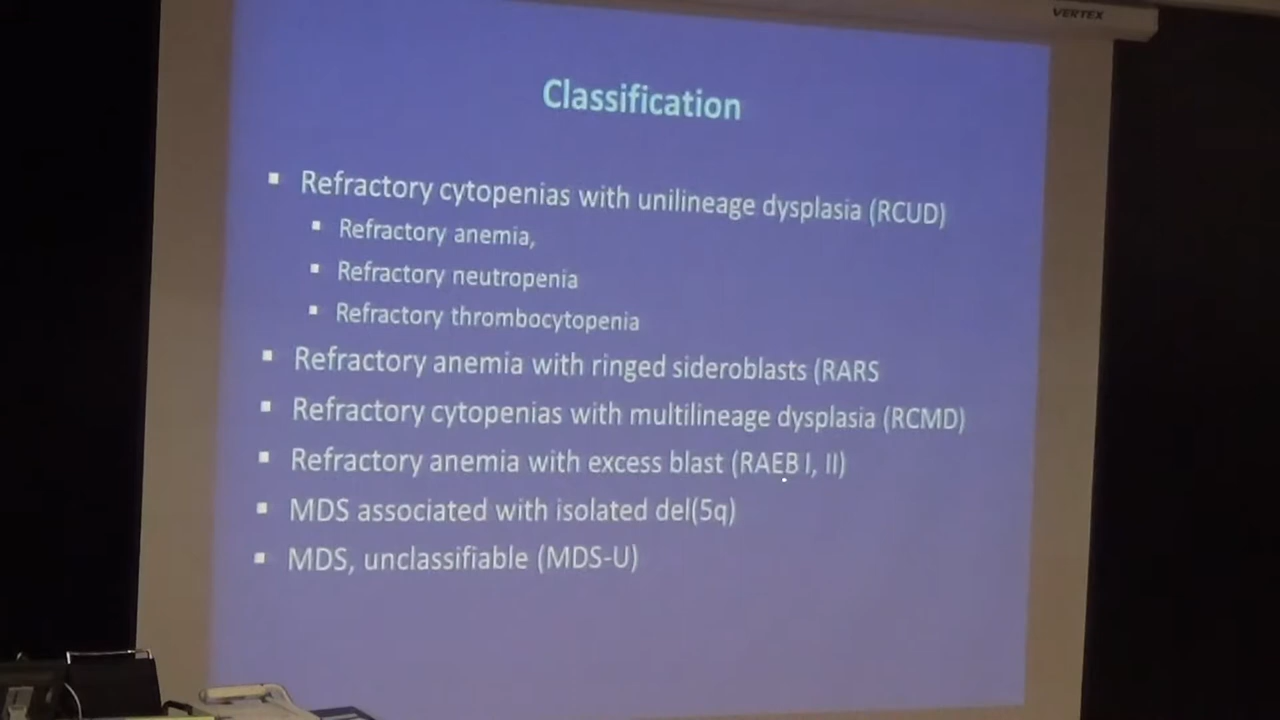 VERTEX
Classification
Refractory cytopenias with unilineage dysplasia (RCUD)
Refractory anemia,
Refractory neutropenia
Refractory thrombocytopenia
Refractory anemia with ringed sideroblasts (RARS
Refractory cytopenias with multilineage dysplasia (RCMD)
Refractory anemia with excess blast (RAEB I, II)
MDS associated with isolated del(5q)
MDS, unclassifiable (MDS-U)